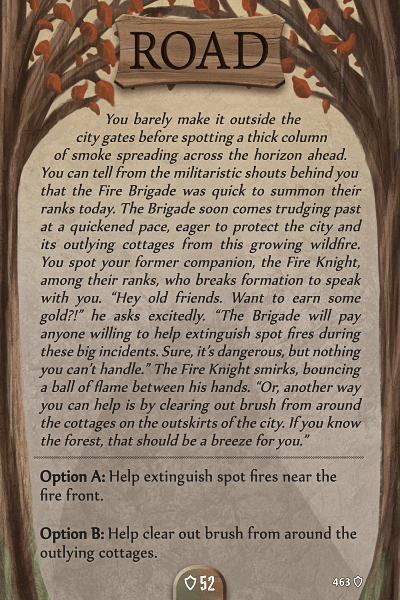 ROAD
You barely make it outside the
city gates before spotting a thick column
of smoke spreading across the horizon ahead.
You can tell from the militaristic shouts behind you
that the Fire Brigade was quick to summon their
ranks today. The Brigade soon comes trudging past
at a quickened pace, eager to protect the city and
its outlying cottages from this growing wildfire.
You spot your former companion, the Fire Knight,
among their ranks, who breaks formation to speak
with you. “Hey old friends. Want to earn some
gold?!” he asks excitedly. “The Brigade will pay
anyone willing to help extinguish spot fires during
these big incidents. Sure, it’s dangerous, but nothing
you can’t handle.” The Fire Knight smirks, bouncing
a ball of flame between his hands. “Or, another way
you can help is by clearing out brush from around
the cottages on the outskirts of the city. If you know
the forest, that should be a breeze for you.”
Option A: Help extinguish spot fires near the
fire front.
Option B: Help clear out brush from around the
outlying cottages.
52
463